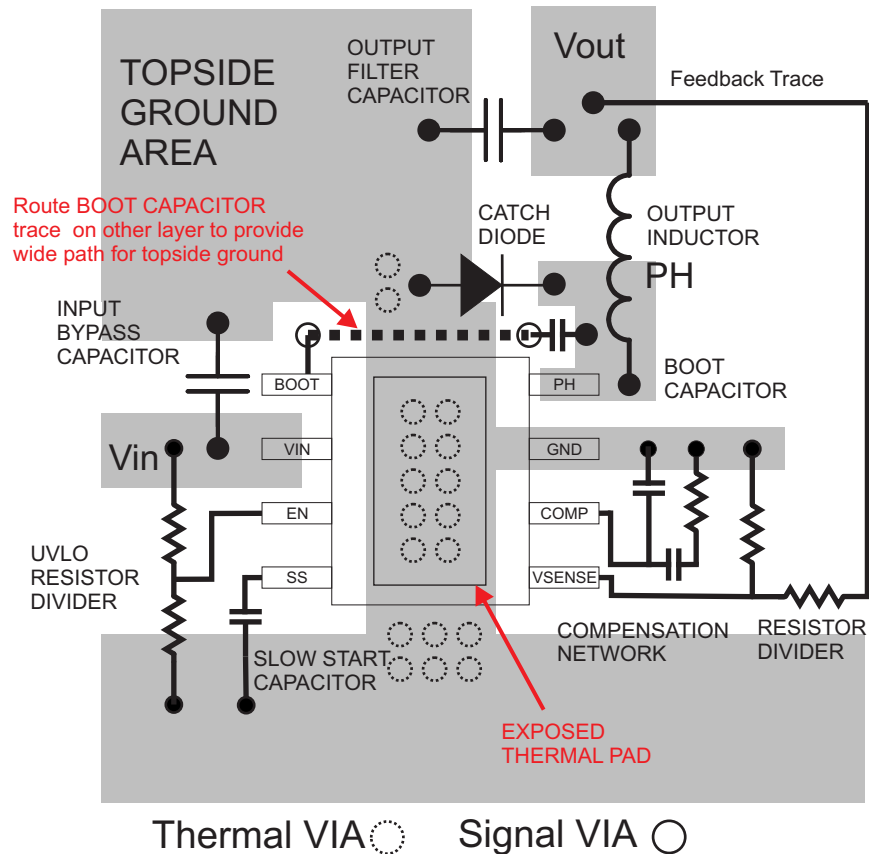 TOPSIDE
GROUND
AREA
OUTPUT
FILTER
CAPACITOR
Vout
Feedback Trace
Route BOOT CAPACITOR
trace on other layer to provide
wide path for topside ground
CATCH
DIODE
OUTPUT
INDUCTOR
PH
INPUT
BYPASS
CAPACITOR
BOOT
CAPACITOR
BOOT
PH
Vin
VIN
GND
EN
COMP
UVLO
RESISTOR
DIVIDER
SS
VSENSE
SLOW START
CAPACITOR
COMPENSATION
NETWORK
RESISTOR
DIVIDER
EXPOSED
THERMAL PAD
Thermal VIA
Signal VIA